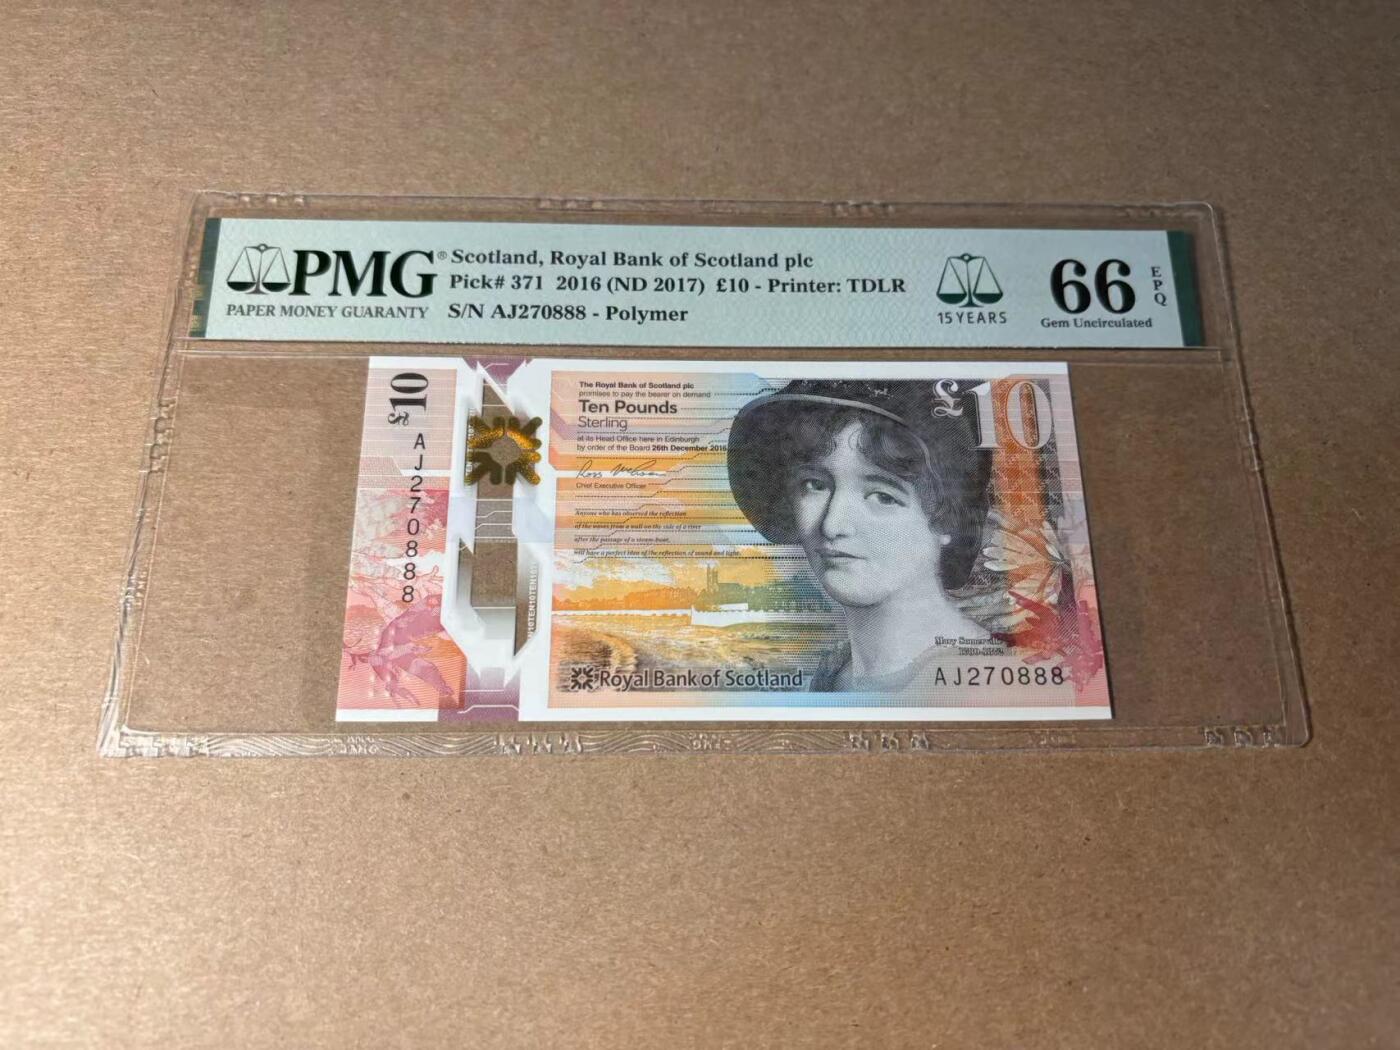 PMG®
PAPER MONEY GUARANTY
Scotland, Royal Bank of Scotland plc
Pick# 371 2016 (ND 2017) £10 - Printer: TDLR
S/N AJ270888 - Polymer
15 YEARS
66
EPQ
Gem Uncirculated
£10
AJ270888
The Royal Bank of Scotland plc
promises to pay the bearer on demand
Ten Pounds
Sterling
at its Head Office here in Edinburgh
by order of the Board 26th December 2016
Chief Executive Officer
Anyone who has observed the reflection
of the waves from a wall on the side of a river
after the passage of a steam-boat,
will have a perfect idea of the reflection of sound and light.
£10
Mary Somerville
1780-1872
Royal Bank of Scotland
AJ270888